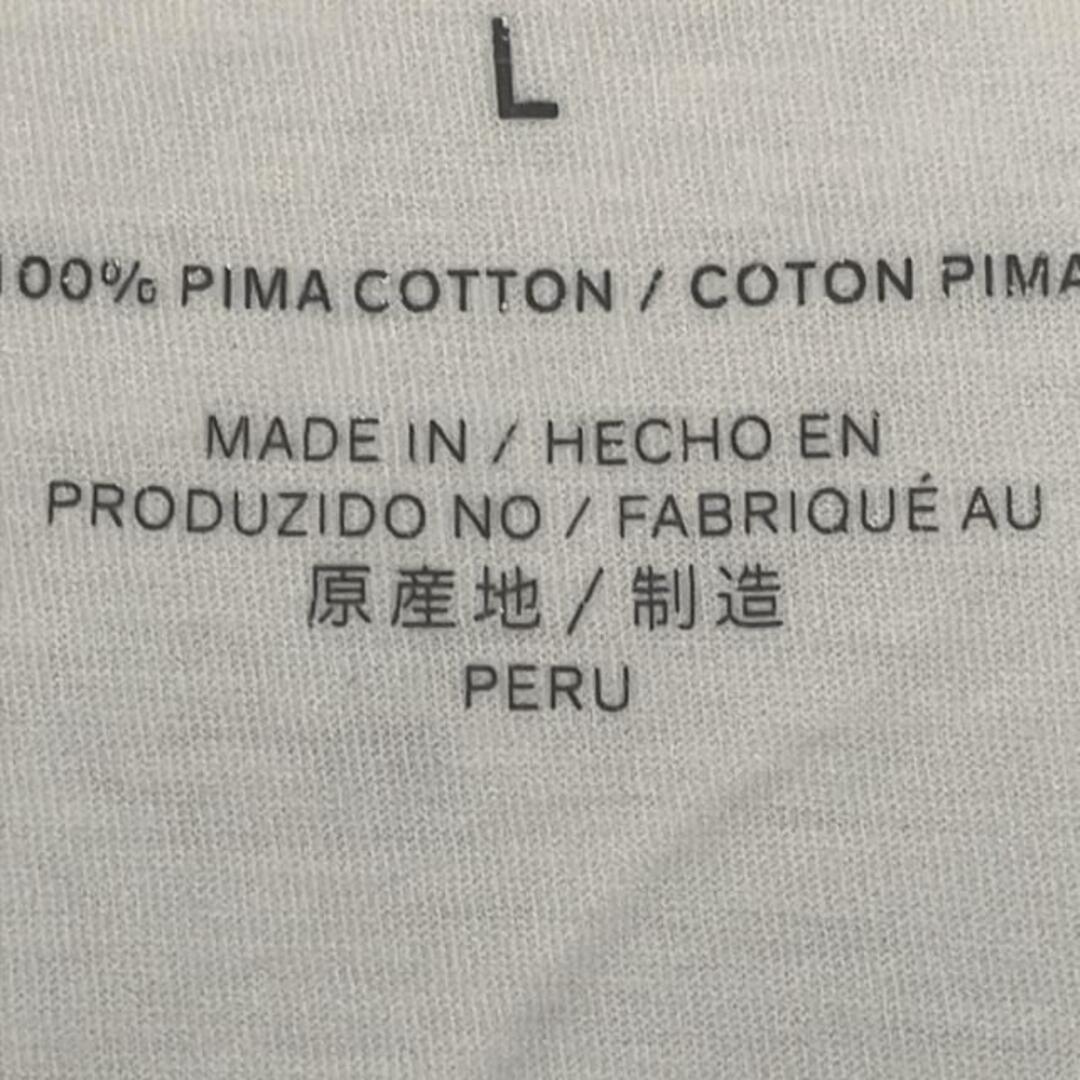 L
100% PIMA COTTON / COTON PIMA
MADE IN / HECHO EN
PRODUZIDO NO / FABRIQUÉ AU
原産地 / 制造
PERU